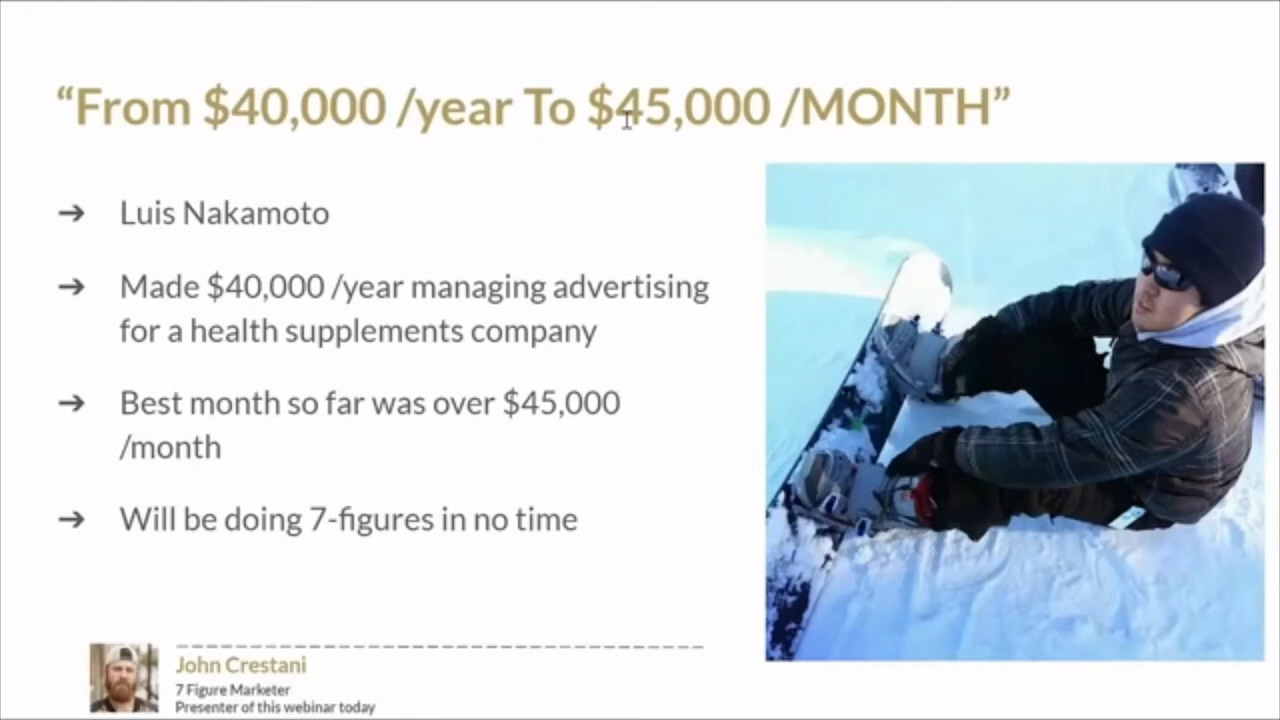 “From $40,000 /year To $45,000 /MONTH”
➔ Luis Nakamoto
➔ Made $40,000 /year managing advertising
for a health supplements company
➔ Best month so far was over $45,000
/month
➔ Will be doing 7-figures in no time
John Crestani
7 Figure Marketer
Presenter of this webinar today